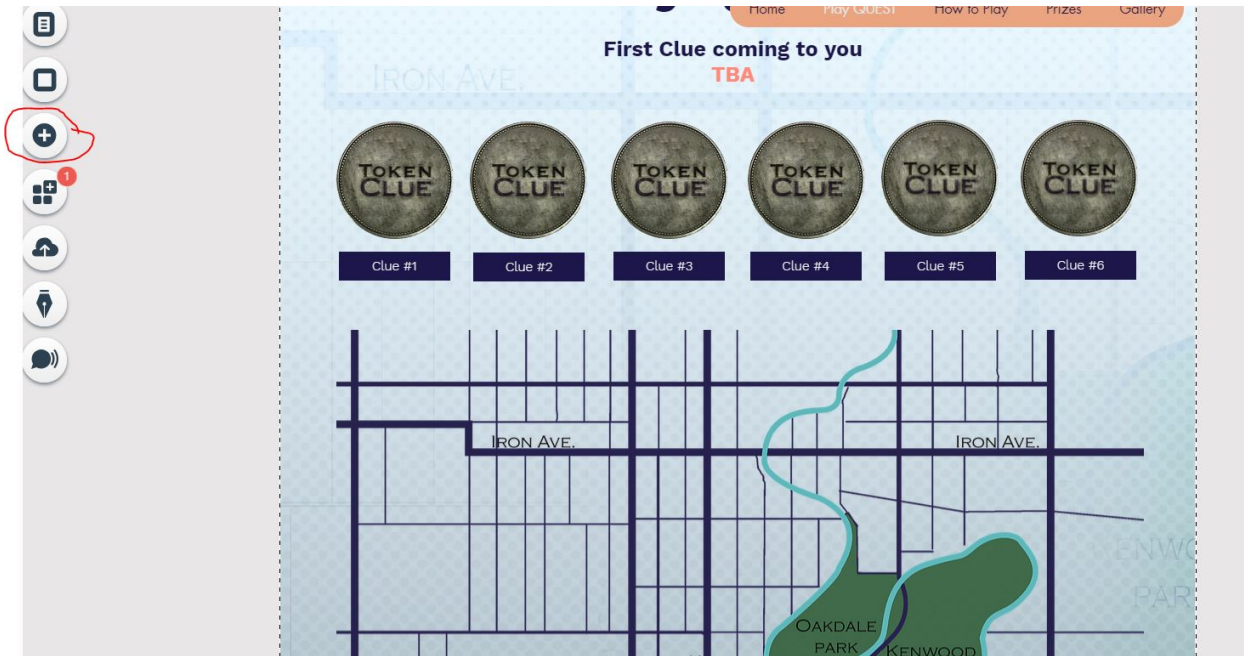 Home Play QUEST How to Play Prizes Gallery
First Clue coming to you
TBA
IRON AVE.
1
TOKEN CLUE TOKEN CLUE TOKEN CLUE TOKEN CLUE TOKEN CLUE TOKEN CLUE
Clue #1 Clue #2 Clue #3 Clue #4 Clue #5 Clue #6
IRON AVE. IRON AVE.
OAKDALE
PARK KENWOOD